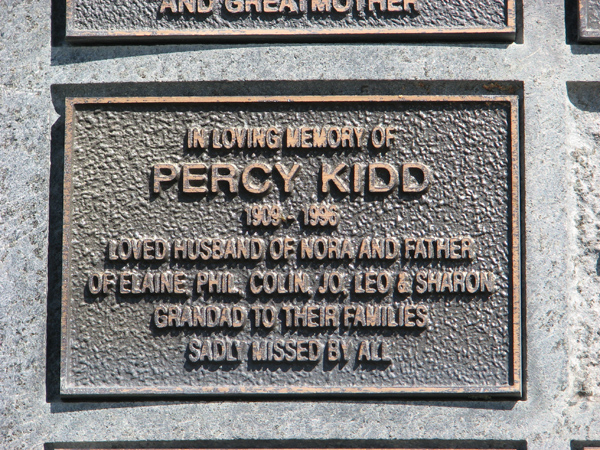 AND GREATMOTHER
IN LOVING MEMORY OF
PERCY KIDD
1909 - 1996
LOVED HUSBAND OF NORA AND FATHER
OF ELAINE, PHIL, COLIN, JO, LEO & SHARON
GRANDAD TO THEIR FAMILIES
SADLY MISSED BY ALL